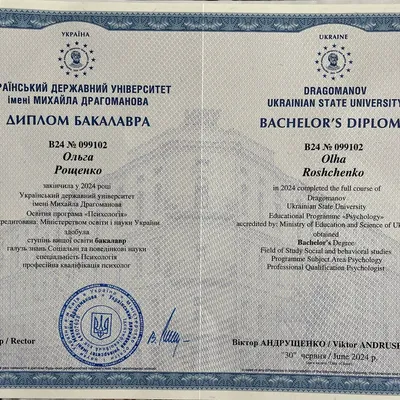 УКРАЇНА
РАЇНСЬКИЙ ДЕРЖАВНИЙ УНІВЕРСИТЕТ
імені МИХАЙЛА ДРАГОМАНОВА
ДИПЛОМ БАКАЛАВРА
B24 № 099102
Ольга
Рощенко
закінчила у 2024 році
Український державний університет
імені Михайла Драгоманова
Освітня програма «Психологія»
редитовано: Міністерством освіти і науки України
здобула
ступінь вищої освіти бакалавр
галузь знань Соціальні та поведінкові науки
спеціальність Психологія
професійна кваліфікація психолог
р / Rector
UKRAINE
DRAGOMANOV
UKRAINIAN STATE UNIVERSITY
BACHELOR'S DIPLOM
B24 № 099102
Olha
Roshchenko
in 2024 completed the full course of
Dragomanov
Ukrainian State University
Educational Programme «Psychology»
accredited by: Ministry of Education and Science of Uk
obtained
Bachelor's Degree
Field of Study Social and behavioral studies
Programme Subject Area Psychology
Professional Qualification Psychologist
Віктор АНДРУЩЕНКО / Viktor ANDRUSH
"30" червня / June 2024 р.